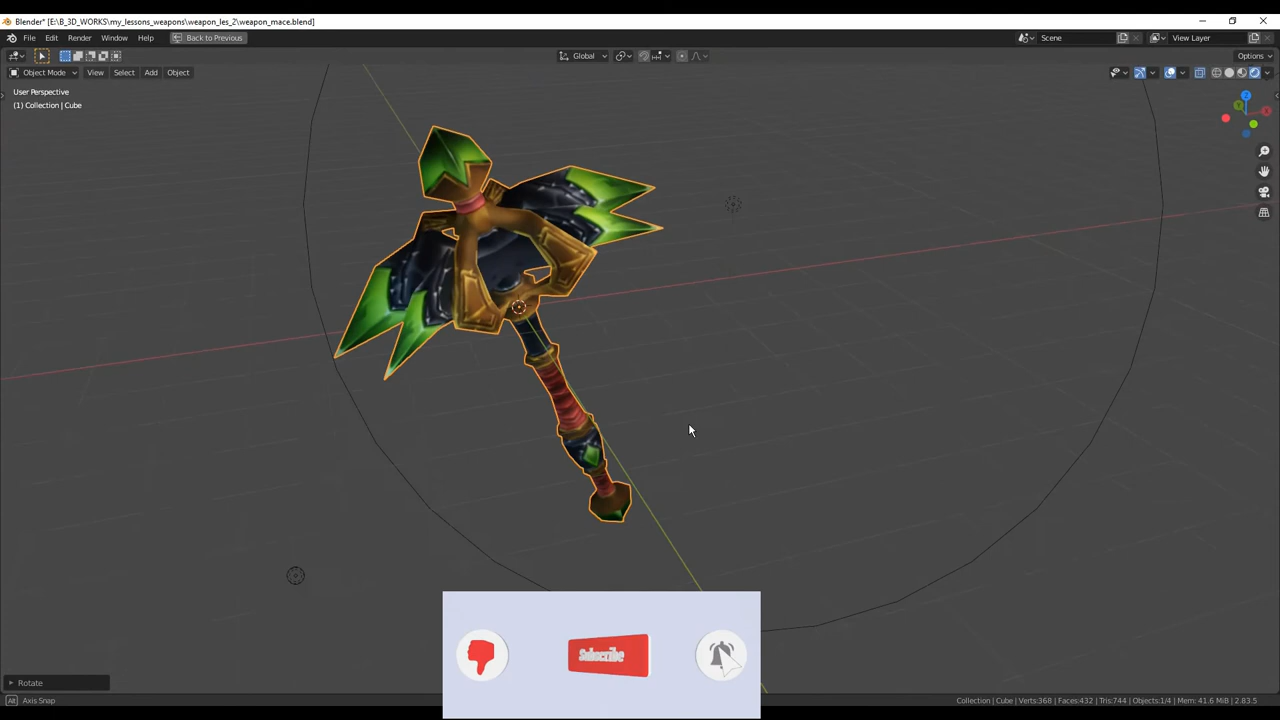 Blender* [E:\B_3D_WORKS\my_lessons_weapons\weapon_les_2\weapon_mace.blend]
File Edit Render Window Help Back to Previous Scene View Layer
Global Options
Object Mode View Select Add Object
User Perspective
(1) Collection | Cube
Z
Y
X
Subscribe
Rotate
Alt Axis Snap Collection | Cube | Verts:368 | Faces:432 | Tris:744 | Objects:1/4 | Mem: 41.6 MiB | 2.83.5